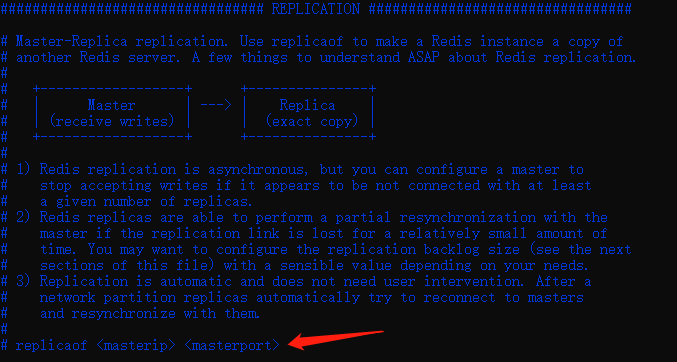 ################################# REPLICATION #################################
# Master-Replica replication. Use replicaof to make a Redis instance a copy of
# another Redis server. A few things to understand ASAP about Redis replication.
#
#   +------------------+      +---------------+
#   |      Master      | ---> |    Replica    |
#   | (receive writes) |      |  (exact copy) |
#   +------------------+      +---------------+
#
# 1) Redis replication is asynchronous, but you can configure a master to
#    stop accepting writes if it appears to be not connected with at least
#    a given number of replicas.
# 2) Redis replicas are able to perform a partial resynchronization with the
#    master if the replication link is lost for a relatively small amount of
#    time. You may want to configure the replication backlog size (see the next
#    sections of this file) with a sensible value depending on your needs.
# 3) Replication is automatic and does not need user intervention. After a
#    network partition replicas automatically try to reconnect to masters
#    and resynchronize with them.
#
# replicaof <masterip> <masterport>